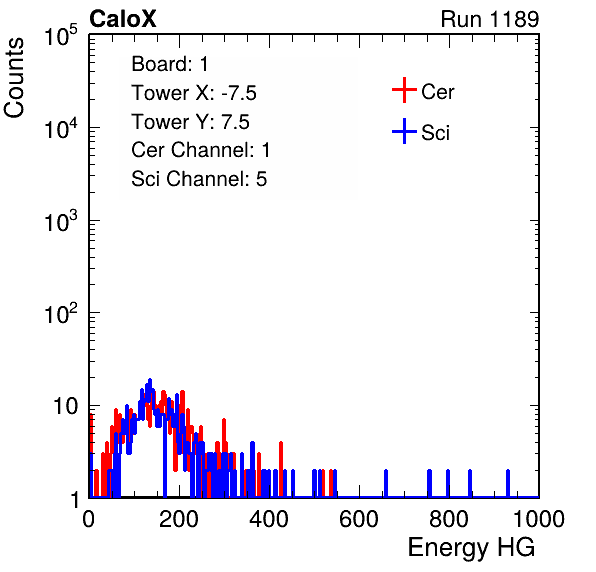 CaloX Run 1189
Counts
10^5
10^4
10^3
10^2
10
1
Board: 1
Tower X: -7.5
Tower Y: 7.5
Cer Channel: 1
Sci Channel: 5
Cer
Sci
0 200 400 600 800 1000
Energy HG